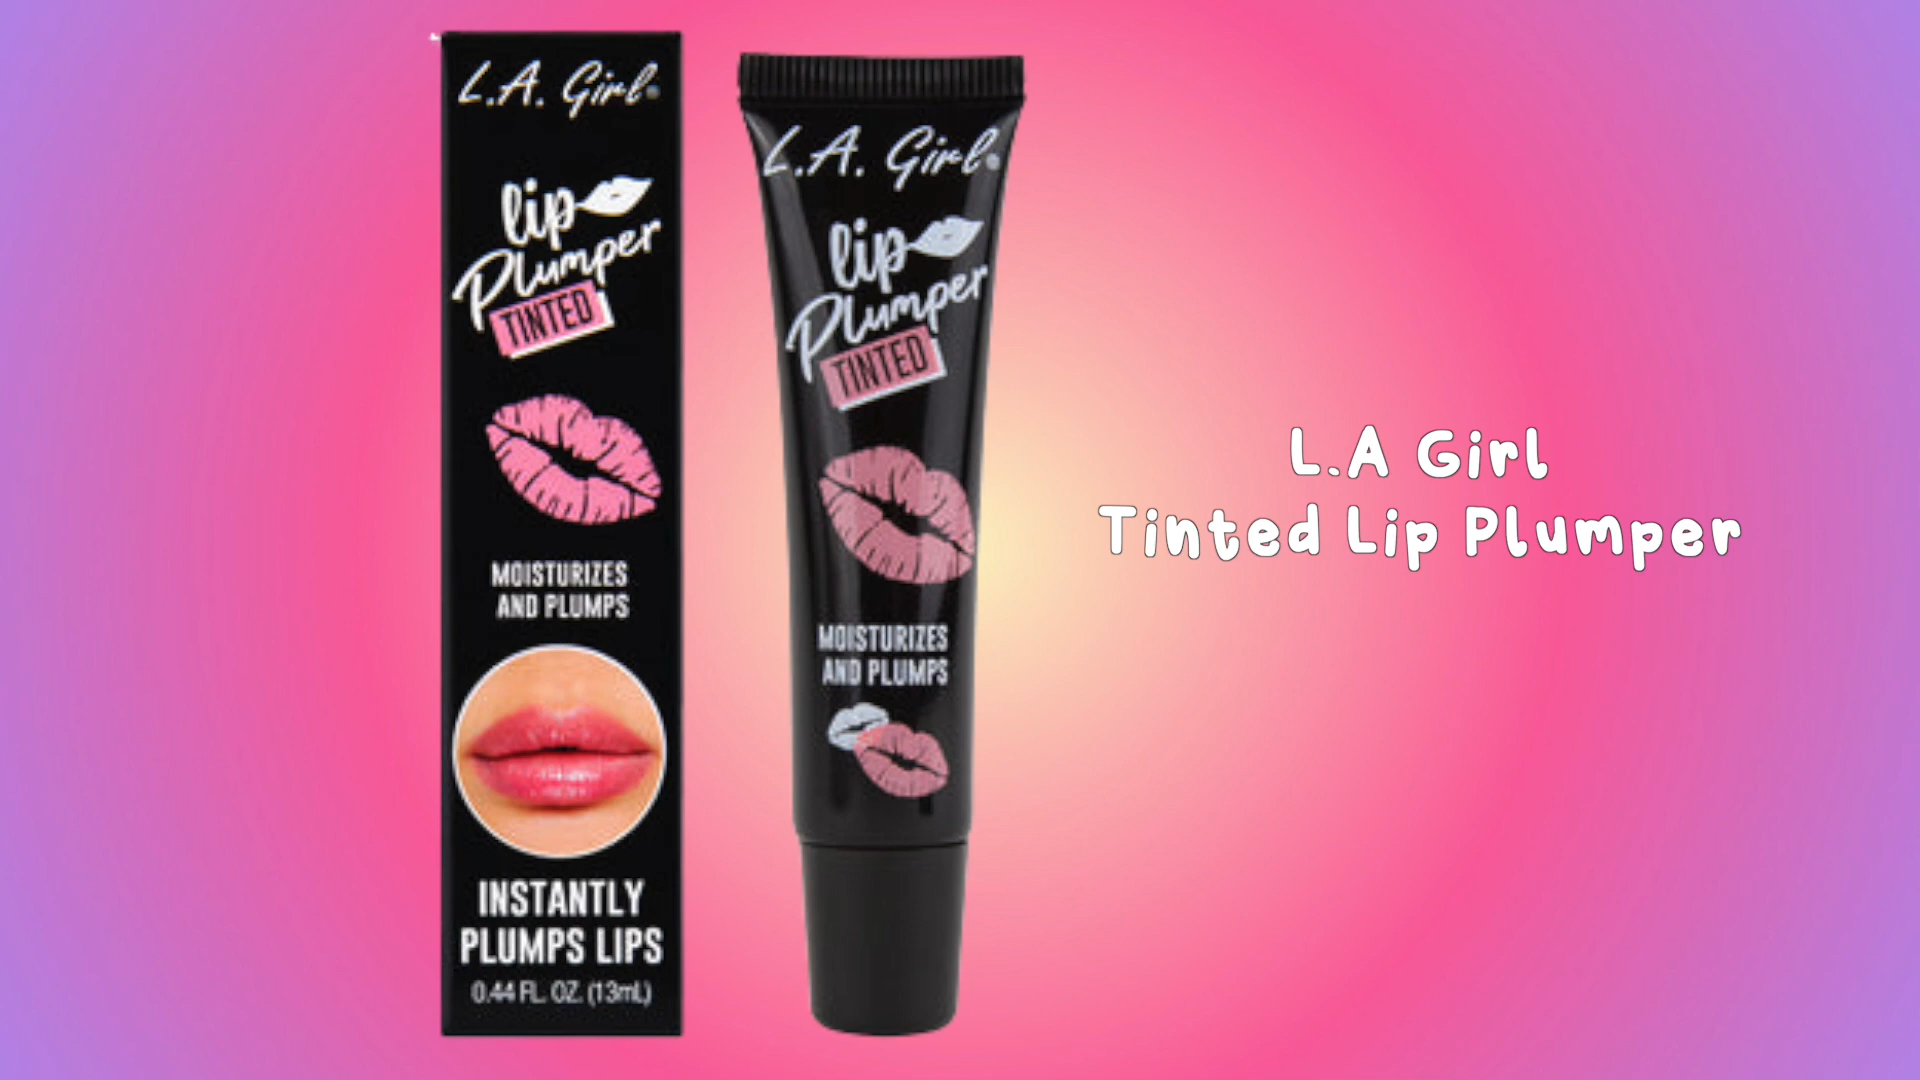 L.A. Girl®
lip
Plumper
TINTED
MOISTURIZES
AND PLUMPS
INSTANTLY
PLUMPS LIPS
0.44 FL. OZ. (13mL)
L.A. Girl®
lip
Plumper
TINTED
MOISTURIZES
AND PLUMPS
L.A Girl
Tinted Lip Plumper